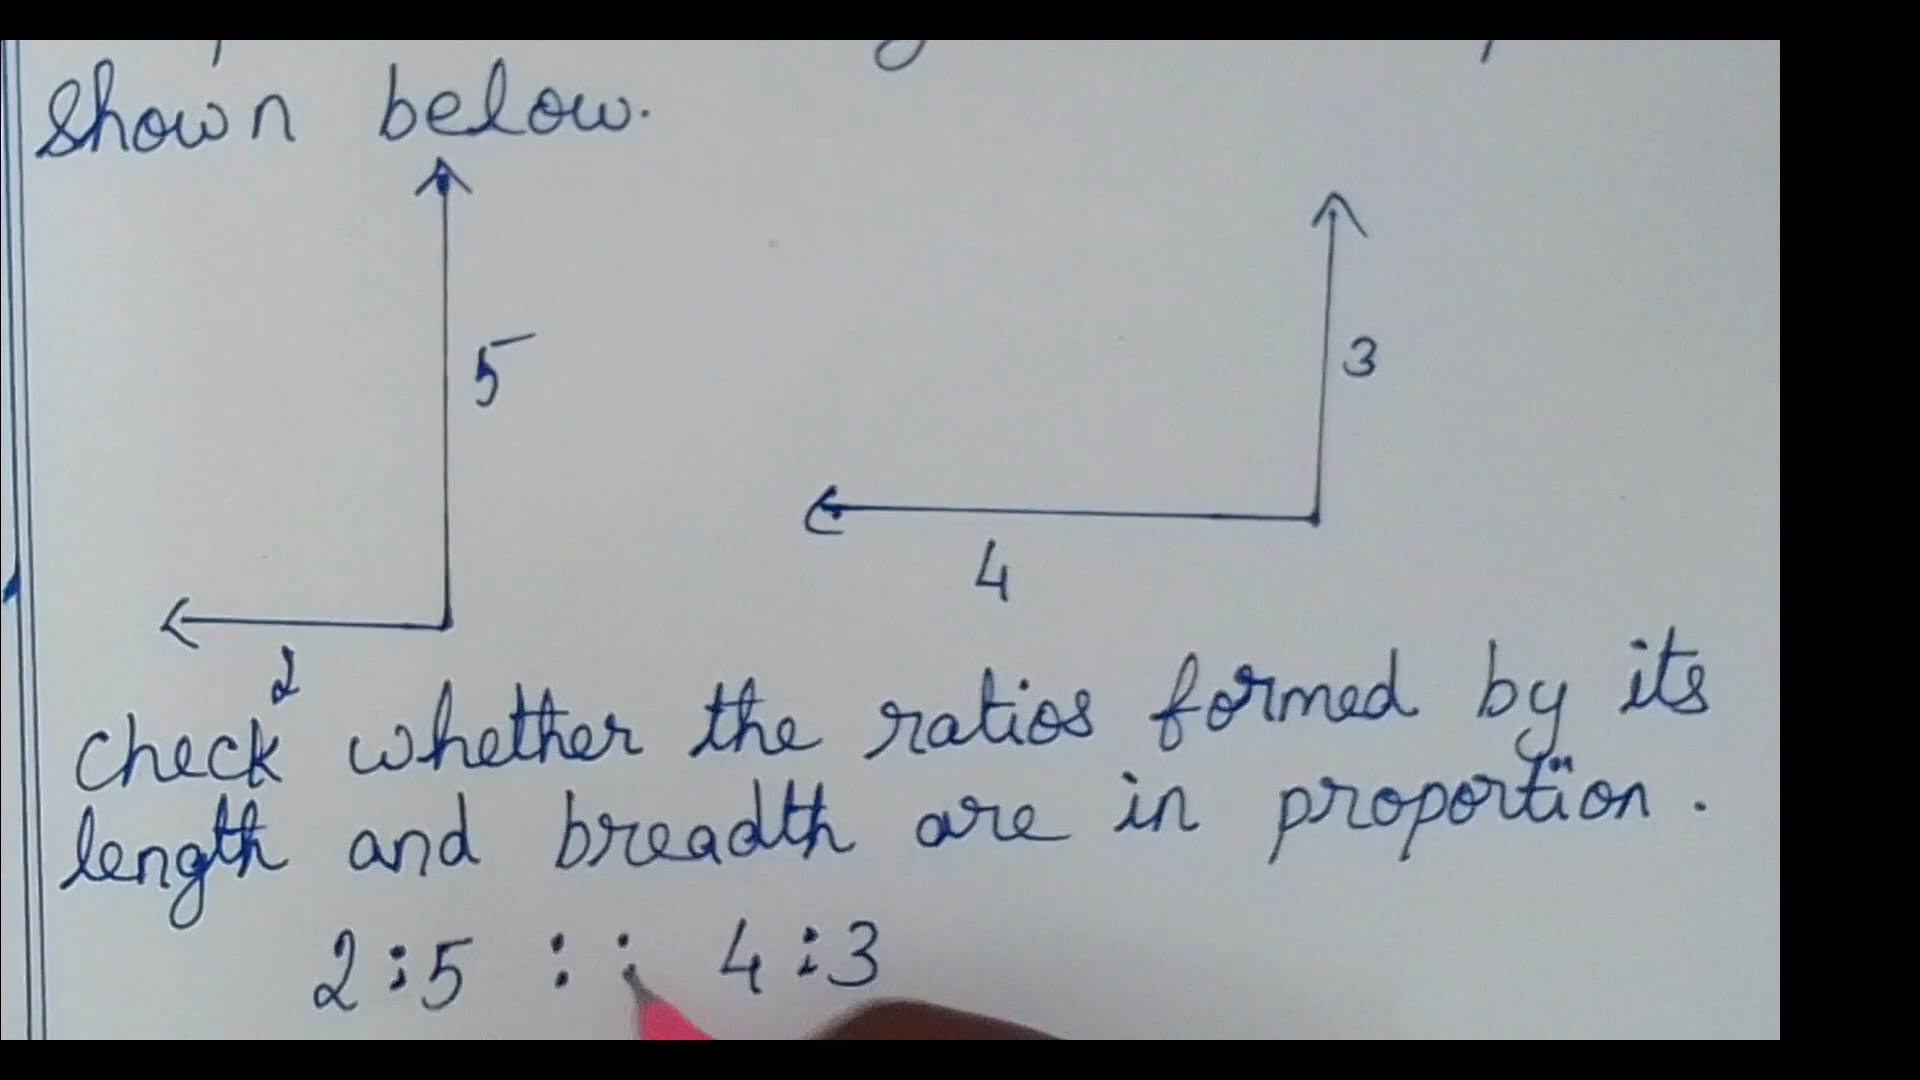 shown below.
5
3
4
2
check whether the ratios formed by its
length and breadth are in proportion.
2:5 :: 4:3